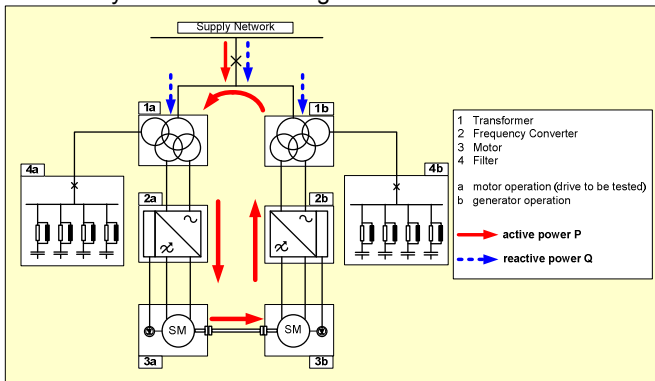 Supply Network
1a
1b
4a
4b
2a
2b
SM
SM
3a
3b
1 Transformer
2 Frequency Converter
3 Motor
4 Filter
a motor operation (drive to be tested)
b generator operation
active power P
reactive power Q